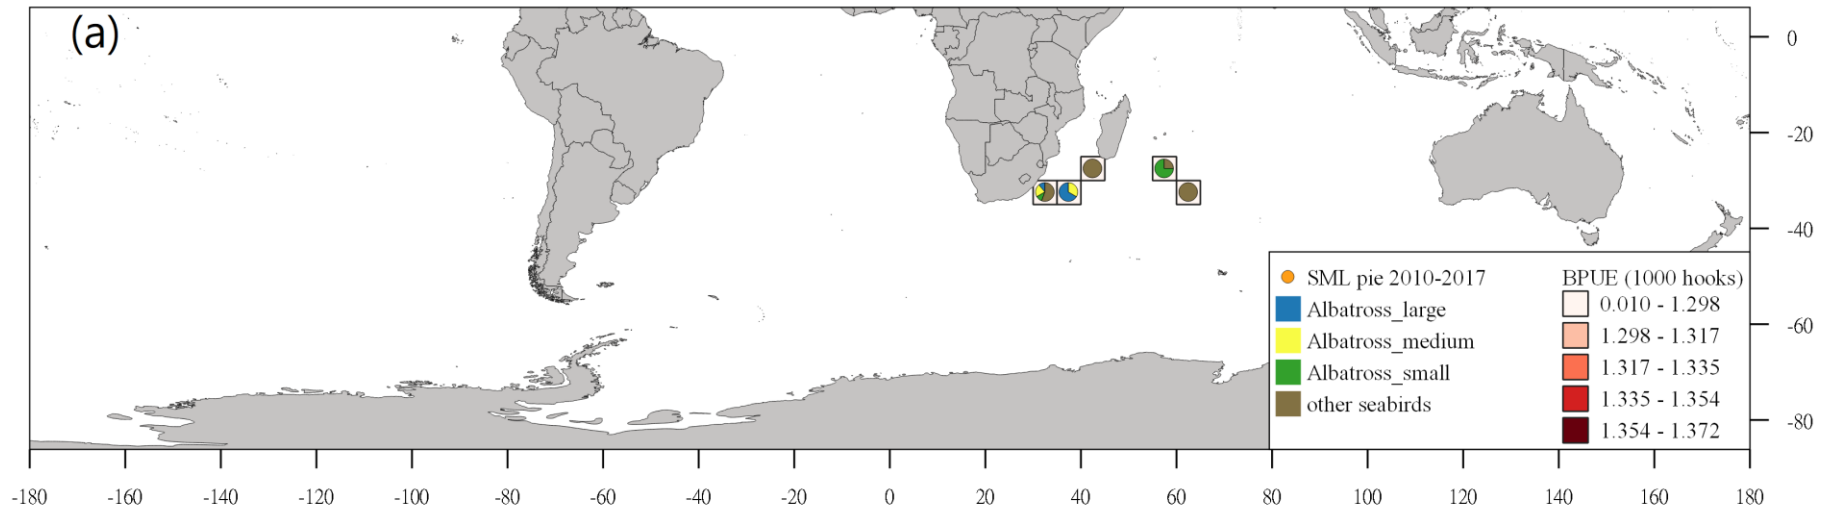 (a)
0
-20
-40
-60
-80
SML pie 2010-2017
Albatross_large
Albatross_medium
Albatross_small
other seabirds
BPUE (1000 hooks)
0.010 - 1.298
1.298 - 1.317
1.317 - 1.335
1.335 - 1.354
1.354 - 1.372
-180 -160 -140 -120 -100 -80 -60 -40 -20 0 20 40 60 80 100 120 140 160 180